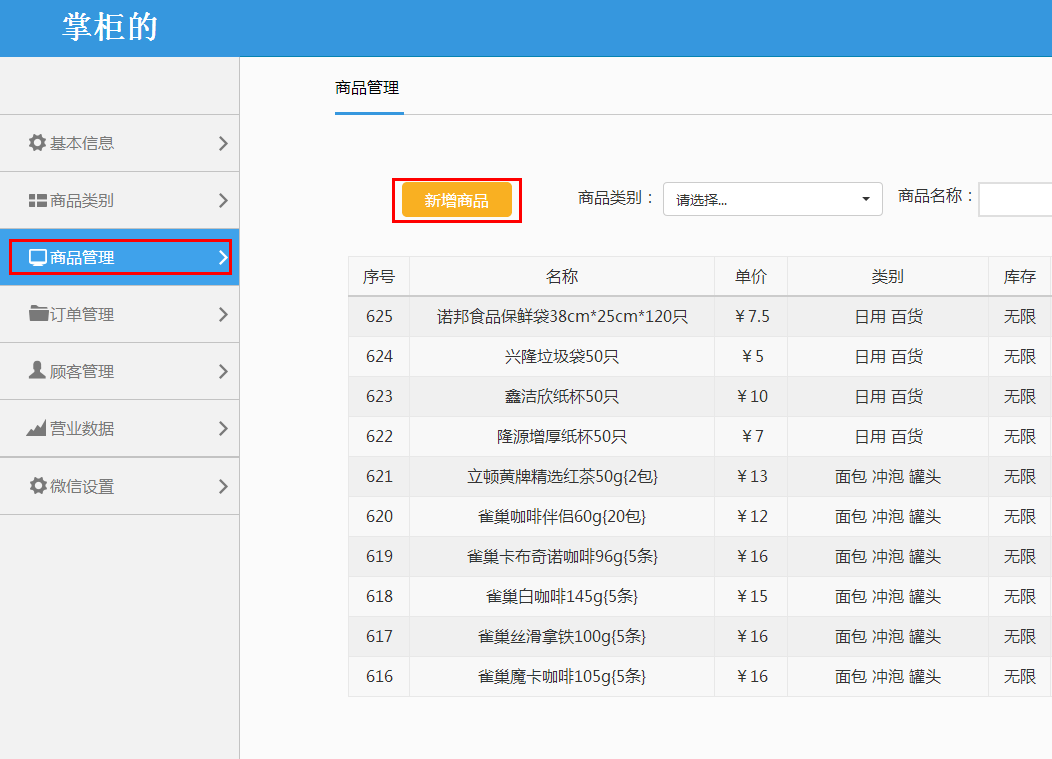 掌柜的
商品管理
基本信息
商品类别
商品管理
订单管理
顾客管理
营业数据
微信设置
新增商品 商品类别： 请选择... 商品名称：
序号 名称 单价 类别 库存
625 诺邦食品保鲜袋38cm*25cm*120只 ￥7.5 日用 百货 无限
624 兴隆垃圾袋50只 ￥5 日用 百货 无限
623 鑫洁欣纸杯50只 ￥10 日用 百货 无限
622 隆源增厚纸杯50只 ￥7 日用 百货 无限
621 立顿黄牌精选红茶50g{2包} ￥13 面包 冲泡 罐头 无限
620 雀巢咖啡伴侣60g{20包} ￥12 面包 冲泡 罐头 无限
619 雀巢卡布奇诺咖啡96g{5条} ￥16 面包 冲泡 罐头 无限
618 雀巢白咖啡145g{5条} ￥15 面包 冲泡 罐头 无限
617 雀巢丝滑拿铁100g{5条} ￥16 面包 冲泡 罐头 无限
616 雀巢魔卡咖啡105g{5条} ￥16 面包 冲泡 罐头 无限